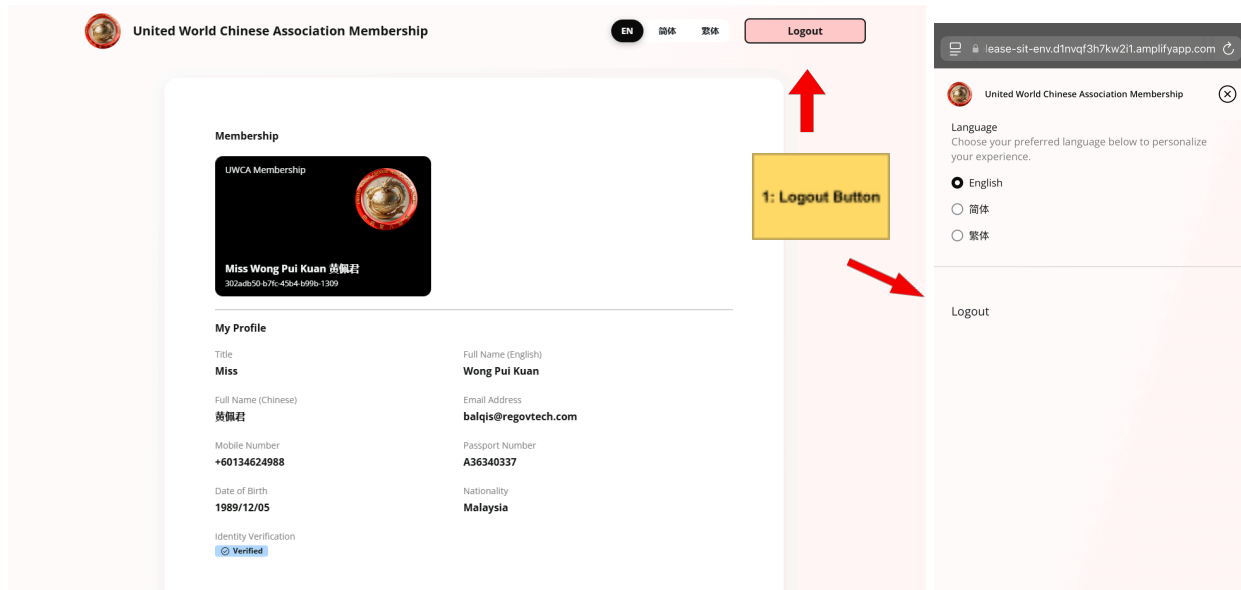 United World Chinese Association Membership
EN 简体 繁体
Logout
Membership
UWCA Membership
Miss Wong Pui Kuan 黄佩君
302adb50-b7fc-45b4-b99b-1309
My Profile
Title
Miss
Full Name (English)
Wong Pui Kuan
Full Name (Chinese)
黄佩君
Email Address
balqis@regovtech.com
Mobile Number
+60134624988
Passport Number
A36340337
Date of Birth
1989/12/05
Nationality
Malaysia
Identity Verification
Verified
1: Logout Button
lease-sit-env.d1nvqf3h7kw2i1.amplifyapp.com
United World Chinese Association Membership
Language
Choose your preferred language below to personalize
your experience.
English
简体
繁体
Logout